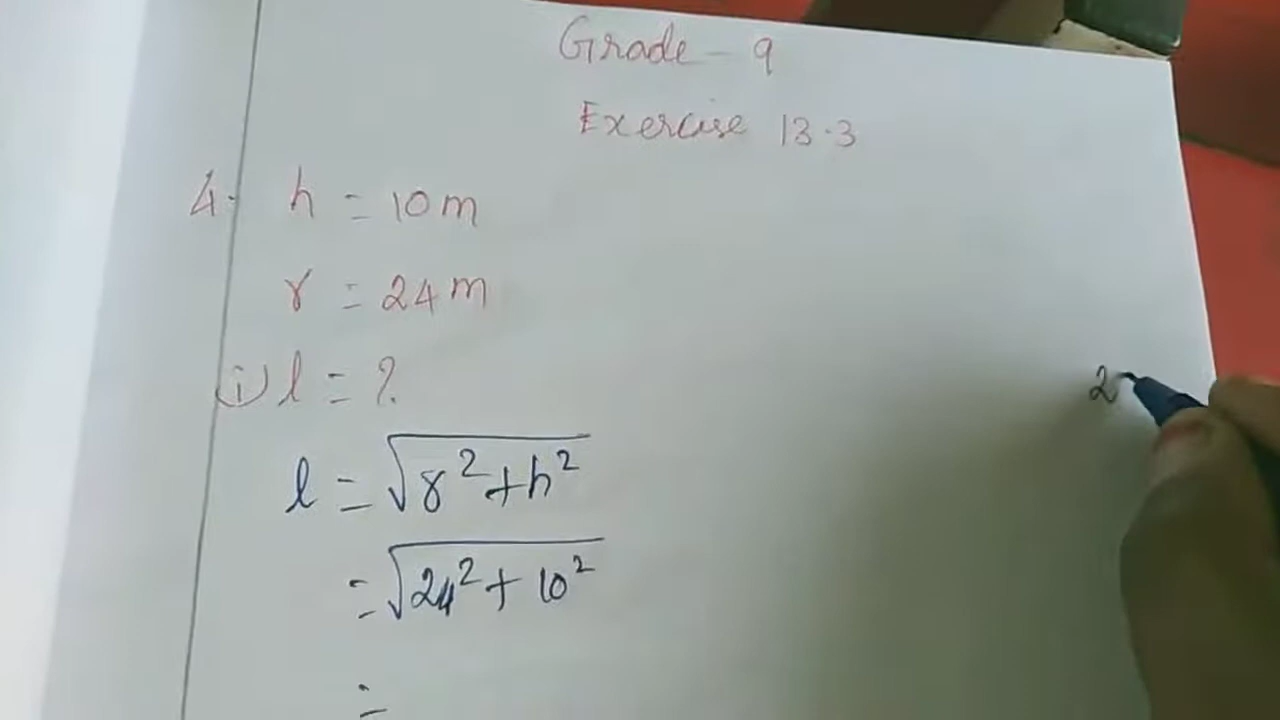 Grade - 9
Exercise 13.3
4. h = 10m
r = 24m
(i) l = ?
l = √r²+h²
= √24² + 10²
=
2